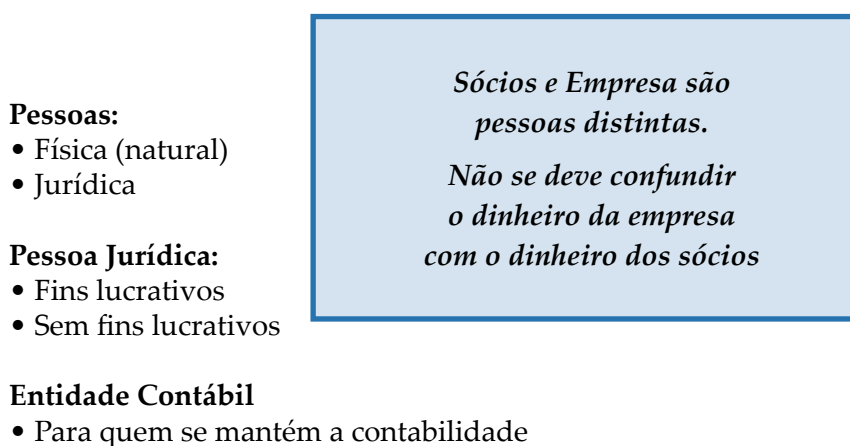 Pessoas:
• Física (natural)
• Jurídica
Pessoa Jurídica:
• Fins lucrativos
• Sem fins lucrativos
Entidade Contábil
• Para quem se mantém a contabilidade
Sócios e Empresa são
pessoas distintas.
Não se deve confundir
o dinheiro da empresa
com o dinheiro dos sócios